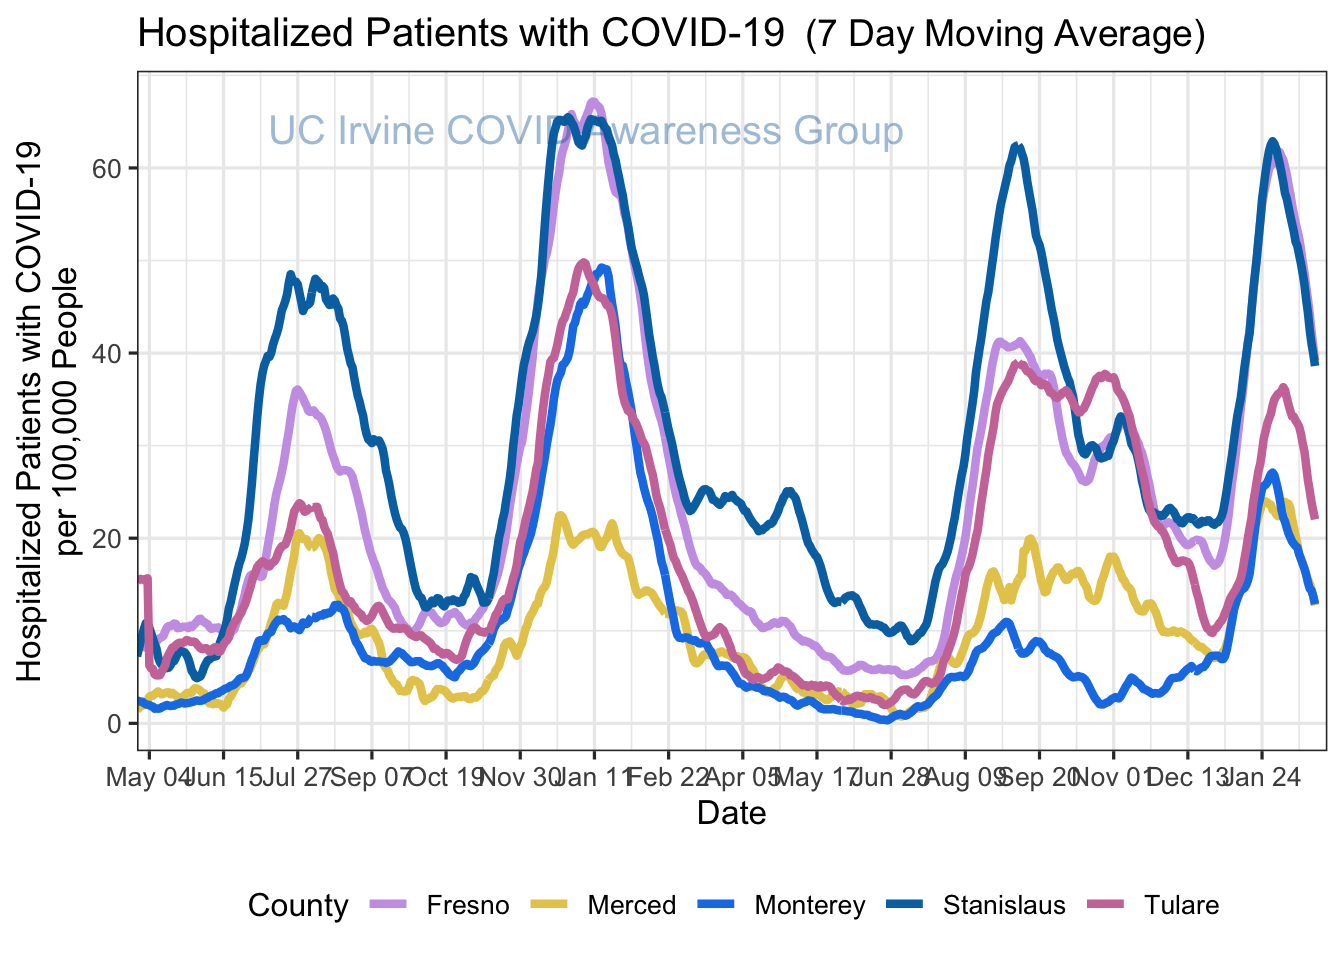 Hospitalized Patients with COVID-19 (7 Day Moving Average)
UC Irvine COVID Awareness Group
Hospitalized Patients with COVID-19
per 100,000 People
60
40
20
0
May 04 Jun 15 Jul 27 Sep 07 Oct 19 Nov 30 Jan 11 Feb 22 Apr 05 May 17 Jun 28 Aug 09 Sep 20 Nov 01 Dec 13 Jan 24
Date
County Fresno Merced Monterey Stanislaus Tulare